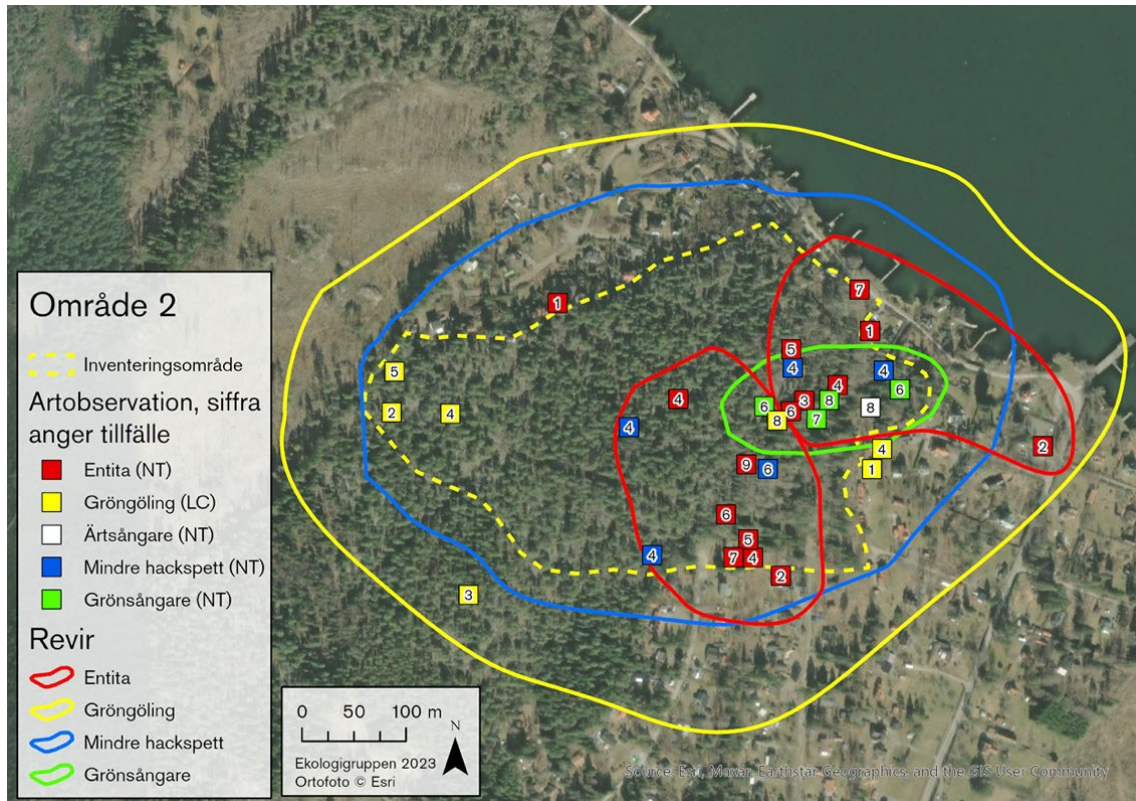 Område 2
Inventeringsområde
Artobservation, siffra
anger tillfälle
Entita (NT)
Gröngöling (LC)
Ärtsångare (NT)
Mindre hackspett (NT)
Grönsångare (NT)
Revir
Entita
Gröngöling
Mindre hackspett
Grönsångare
0 50 100 m
N
Ekologigruppen 2023
Ortofoto © Esri
1
7
1
5
4
4
5
4
6
4
3
8
2
4
6
6
8
8
7
4
4
2
9
6
1
6
5
4
7
4
2
3
Source: Esri, Maxar, Earthstar Geographics, and the GIS User Community